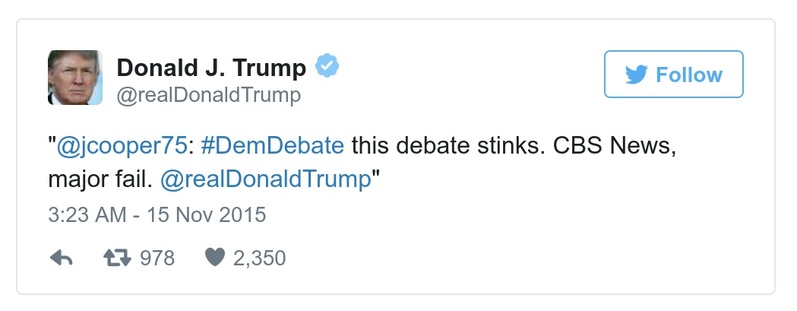 Donald J. Trump
@realDonaldTrump
Follow
"@jcooper75: #DemDebate this debate stinks. CBS News,
major fail. @realDonaldTrump"
3:23 AM - 15 Nov 2015
978 2,350